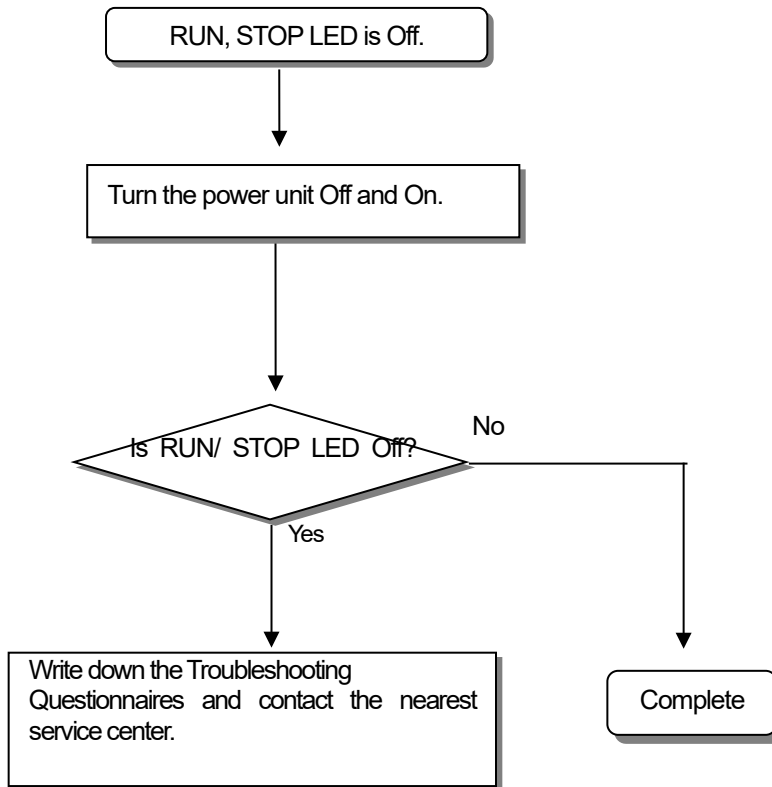 RUN, STOP LED is Off.
Turn the power unit Off and On.
Is RUN/ STOP LED Off?
No
Yes
Write down the Troubleshooting
Questionnaires and contact the nearest
service center.
Complete